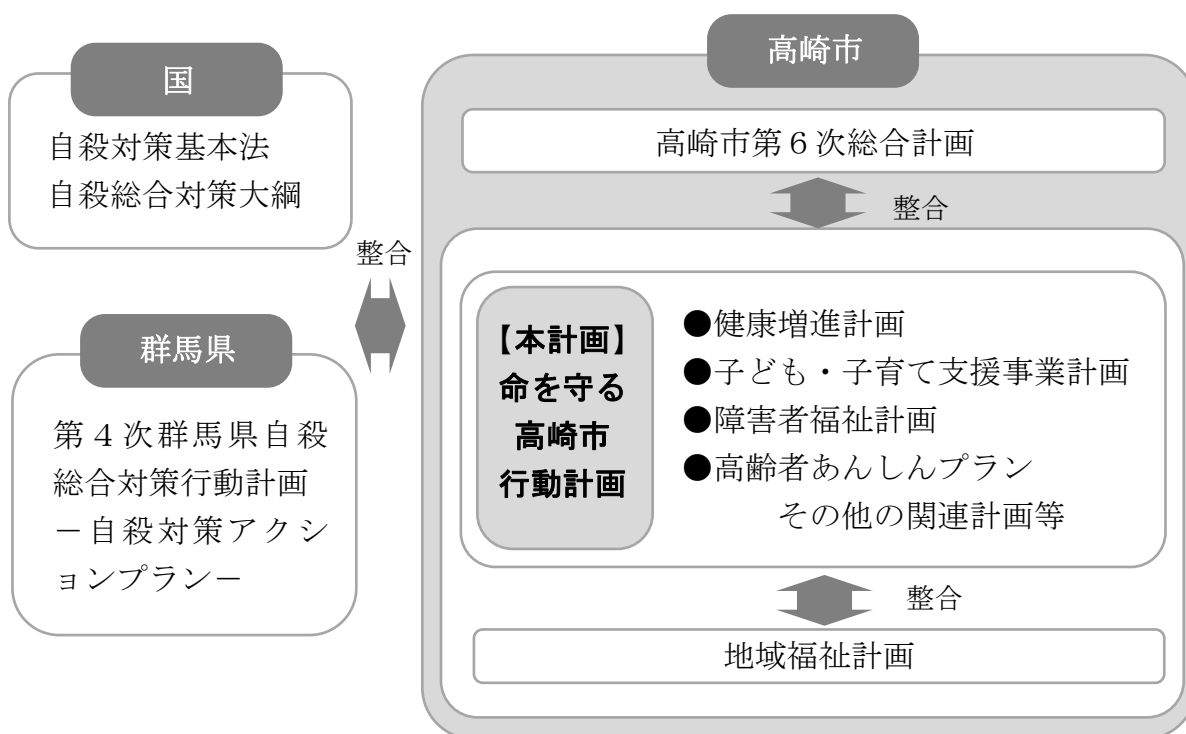 国
自殺対策基本法
自殺総合対策大綱
整合
群馬県
第４次群馬県自殺
総合対策行動計画
－自殺対策アクシ
ョンプラン－
高崎市
高崎市第６次総合計画
整合
【本計画】
命を守る
高崎市
行動計画
●健康増進計画
●子ども・子育て支援事業計画
●障害者福祉計画
●高齢者あんしんプラン
その他の関連計画等
整合
地域福祉計画